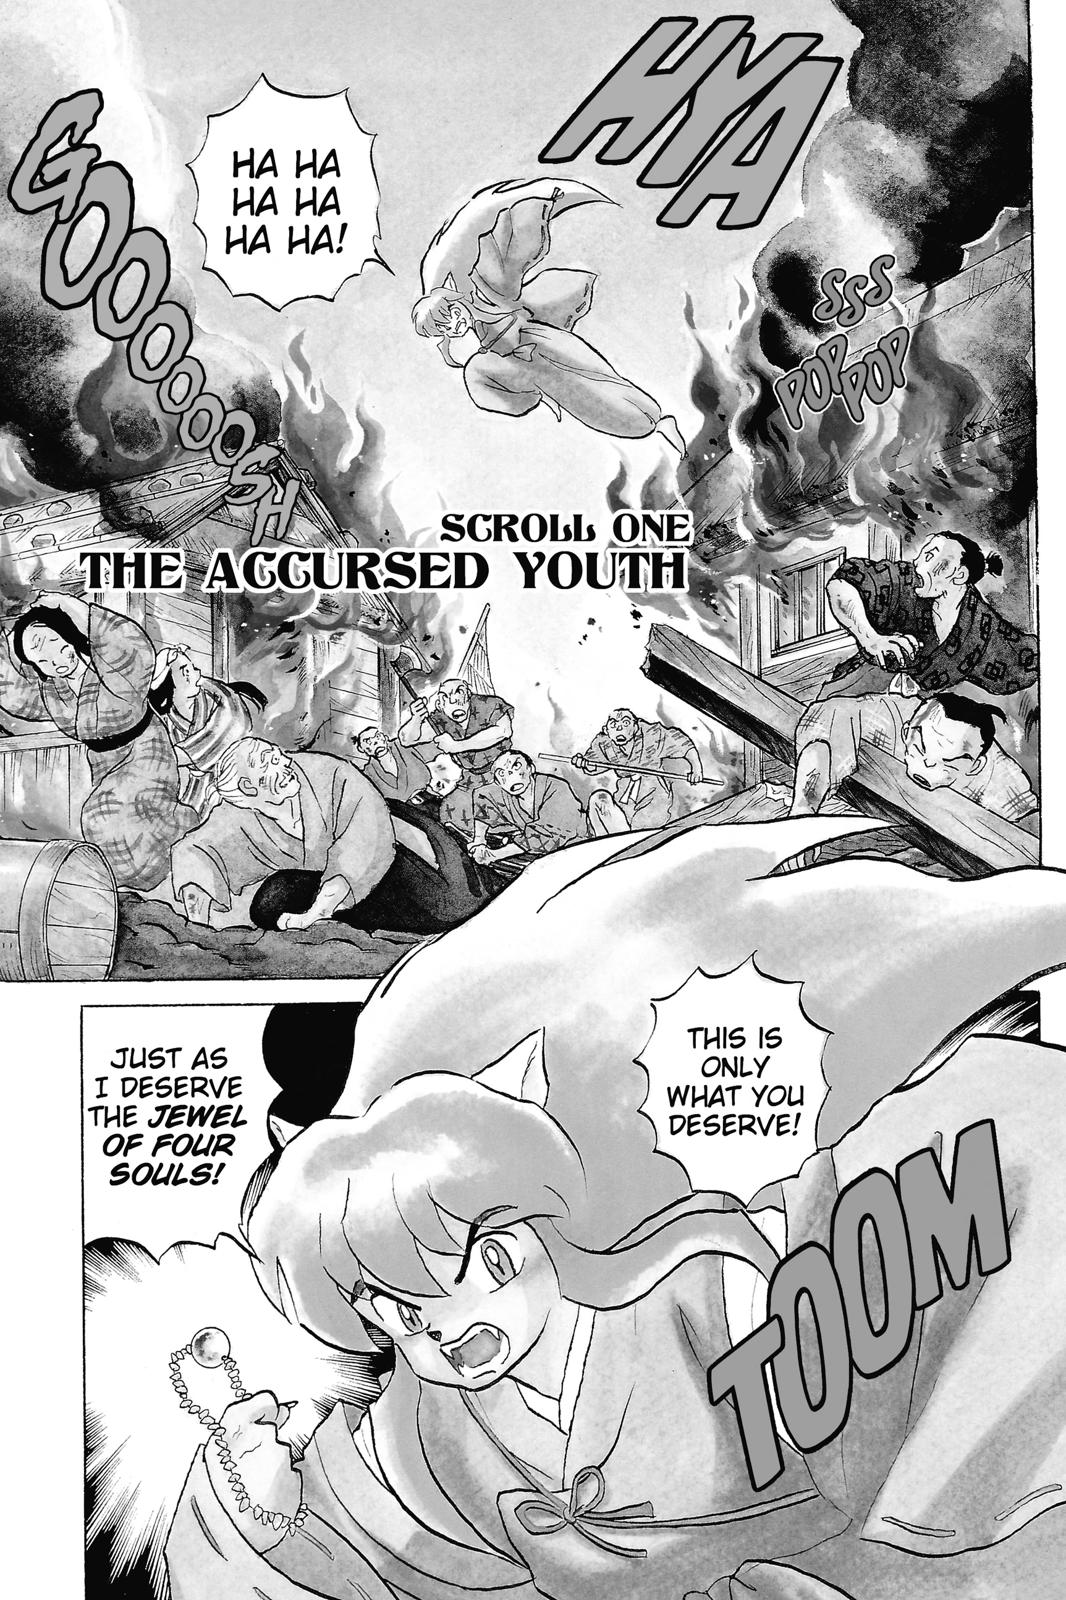 HYA
HA HA
HA HA
HA HA!
GOOOOOOOOSH
SSS
POP
POP
SCROLL ONE
THE ACCURSED YOUTH
THIS IS
ONLY
WHAT YOU
DESERVE!
JUST AS
I DESERVE
THE JEWEL
OF FOUR
SOULS!
TOOM